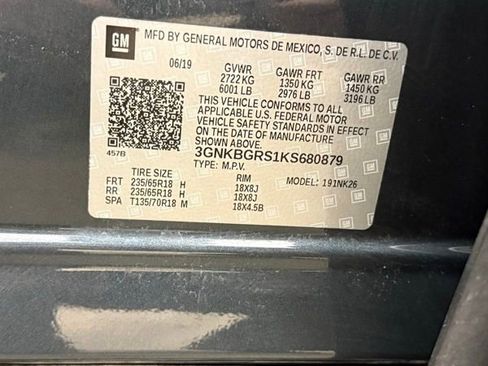 GM
MFD BY GENERAL MOTORS DE MEXICO, S. DE R.L. DE C.V.
06/19 GVWR GAWR FRT GAWR RR
2722 KG 1350 KG 1450 KG
6001 LB 2976 LB 3196 LB
THIS VEHICLE CONFORMS TO ALL
APPLICABLE U.S. FEDERAL MOTOR
VEHICLE SAFETY STANDARDS IN
EFFECT ON THE DATE OF
MANUFACTURE SHOWN ABOVE.
457B 3GNKBGRS1KS680879
TYPE: M.P.V. MODEL: 191NK26
TIRE SIZE RIM
FRT 235/65R18 H 18X8J
RR 235/65R18 H 18X8J
SPA T135/70R18 M 18X4.5B